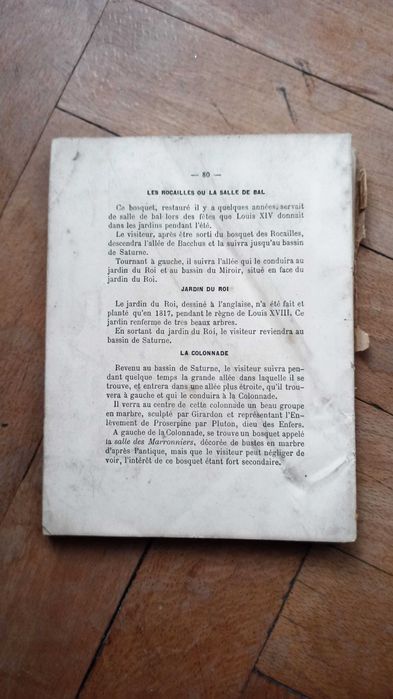 — 80 —
LES ROCAILLES OU LA SALLE DE BAL
Ce bosquet, restauré il y a quelques années, servait
de salle de bal lors des fêtes que Louis XIV donnait
dans les jardins pendant l'été.
Le visiteur, après être sorti du bosquet des Rocailles,
descendra l'allée de Bacchus et la suivra jusqu'au bassin
de Saturne.
Tournant à gauche, il suivra l'allée qui le conduira au
jardin du Roi et au bassin du Miroir, situé en face du
jardin du Roi.
JARDIN DU ROI
Le jardin du Roi, dessiné à l'anglaise, n'a été fait et
planté qu'en 1817, pendant le règne de Louis XVIII. Ce
jardin renferme de très beaux arbres.
En sortant du jardin du Roi, le visiteur reviendra au
bassin de Saturne.
LA COLONNADE
Revenu au bassin de Saturne, le visiteur suivra pen-
dant quelque temps la grande allée dans laquelle il se
trouve, et entrera dans une allée plus étroite, qu'il trou-
vera à gauche et qui le conduira à la Colonnade.
Il verra au centre de cette colonnade un beau groupe
en marbre, sculpté par Girardon et représentant l'En-
lèvement de Proserpine par Pluton, dieu des Enfers.
A gauche de la Colonnade, se trouve un bosquet appelé
la salle des Marronniers, décorée de bustes en marbre
d'après l'antique, mais que le visiteur peut négliger de
voir, l'intérêt de ce bosquet étant fort secondaire.